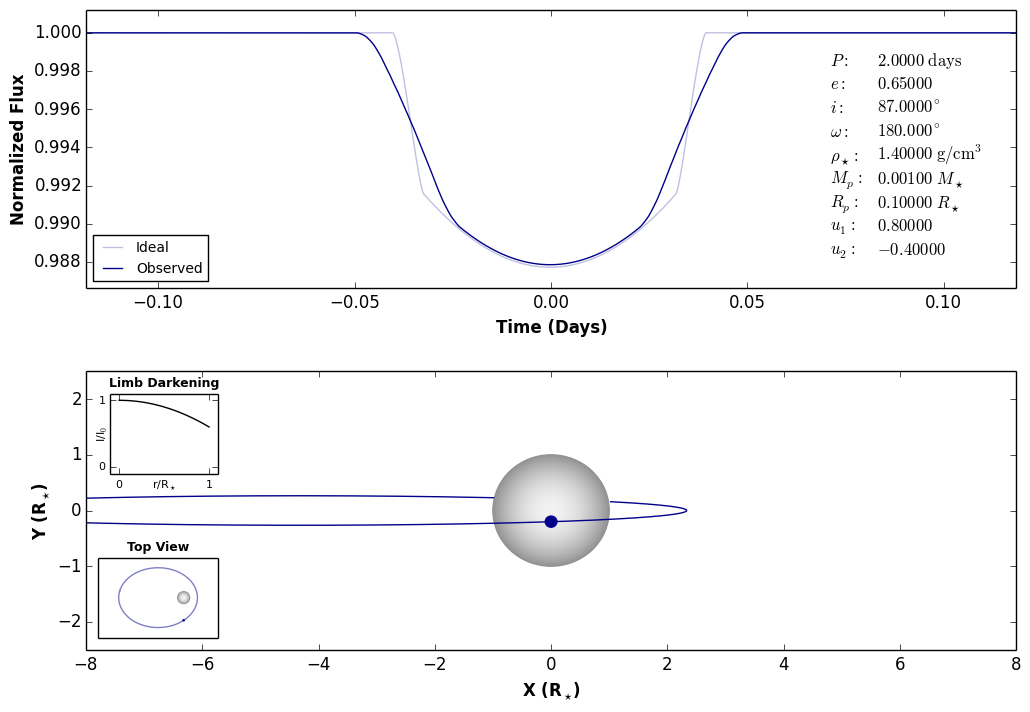 Normalized Flux
1.000
0.998
0.996
0.994
0.992
0.990
0.988
P: 2.0000 days
e: 0.65000
i: 87.0000°
ω: 180.000°
ρ⋆: 1.40000 g/cm³
Mₚ: 0.00100 M⋆
Rₚ: 0.10000 R⋆
u₁: 0.80000
u₂: −0.40000
Ideal
Observed
−0.10 −0.05 0.00 0.05 0.10
Time (Days)
Y (R⋆)
2
1
0
−1
−2
Limb Darkening
I/I₀
1
0
0 r/R⋆ 1
Top View
−8 −6 −4 −2 0 2 4 6 8
X (R⋆)